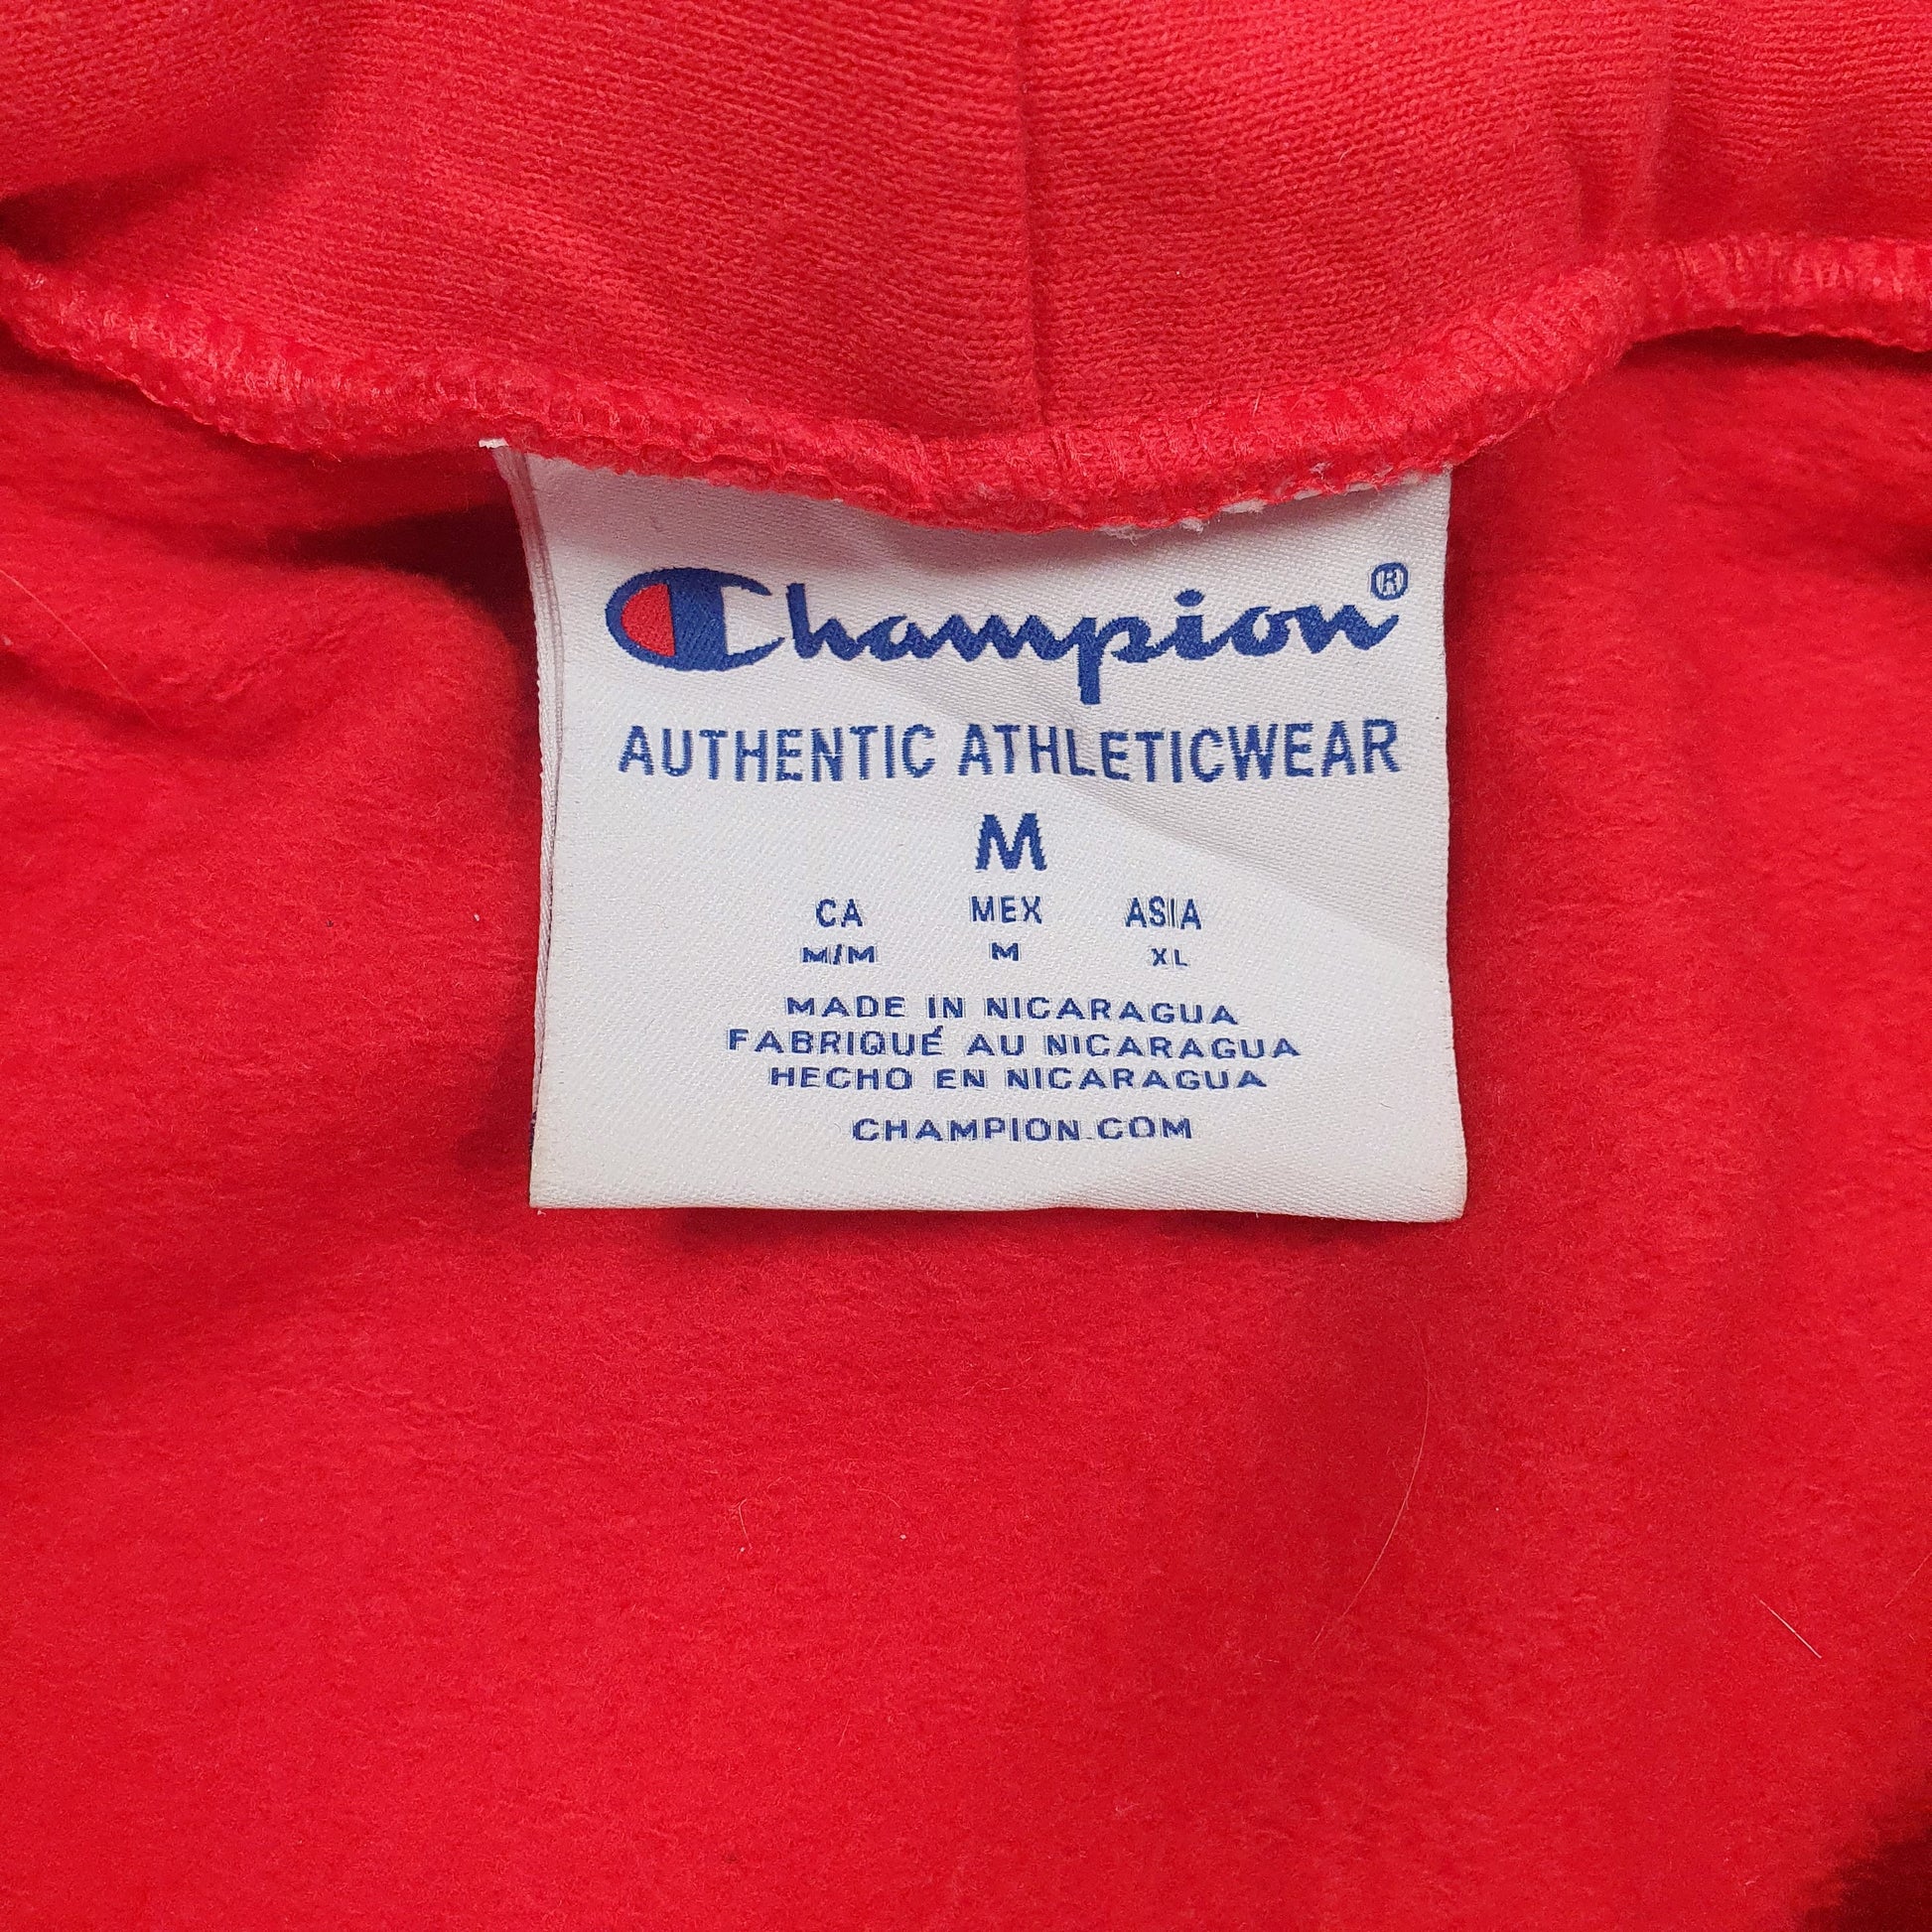 Champion®
AUTHENTIC ATHLETICWEAR
M
CA MEX ASIA
M/M M XL
MADE IN NICARAGUA
FABRIQUÉ AU NICARAGUA
HECHO EN NICARAGUA
CHAMPION.COM